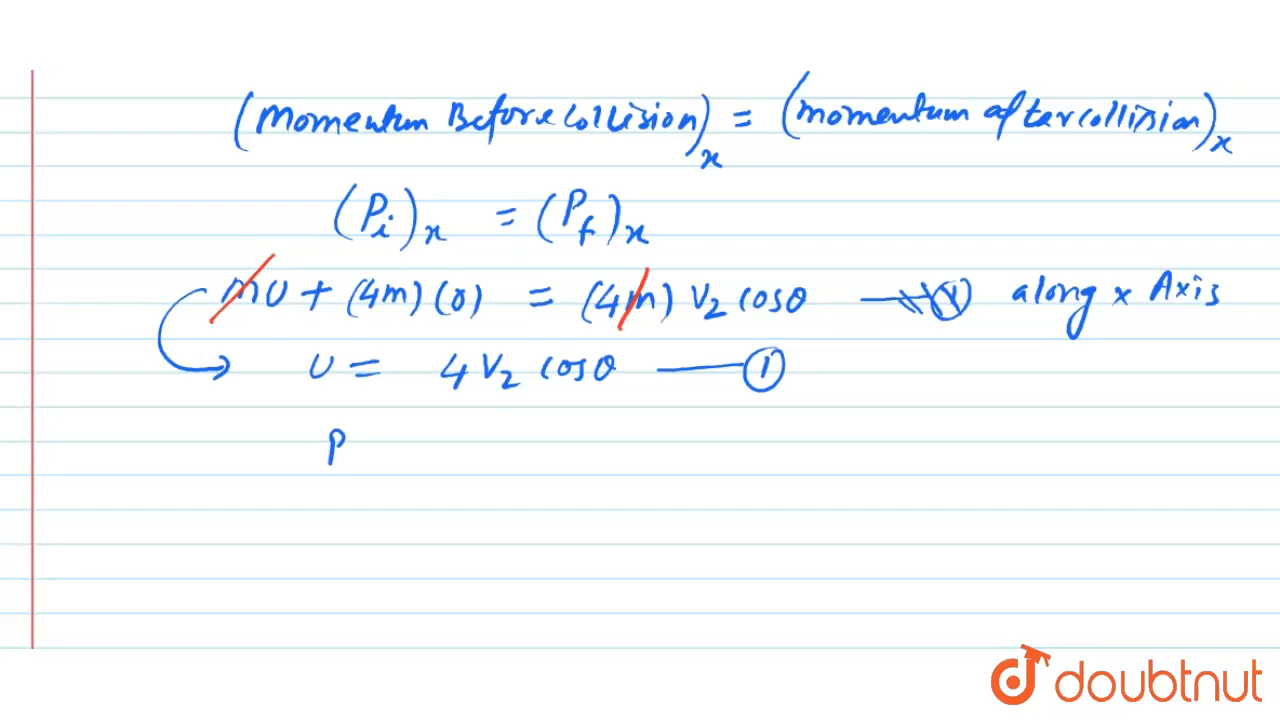 (Momentum Before Collision)x = (momentum after collision)x
(Pi)x = (Pf)x
mU + (4m)(0) = (4m) V2 cosθ — along x Axis
U = 4 V2 cosθ — ①
P
doubtnut